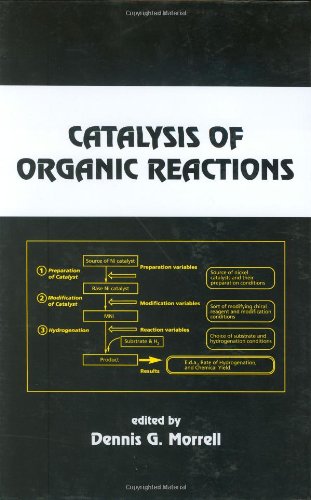 CATALYSIS OF
ORGANIC REACTIONS
1
Preparation
of Catalyst
Source of Ni catalyst
Preparation variables
Source of nickel
catalyst, and their
preparation conditions
Base Ni catalyst
2
Modification
of Catalyst
Modification variables
Sort of modifying chiral
reagent and modification
conditions
MNi
3
Hydrogenation
Reaction variables
Choice of substrate and
hydrogenation conditions
Substrate & H2
Product
Results
E.d.a., Rate of Hydrogenation,
and Chemical Yield
edited by
Dennis G. Morrell